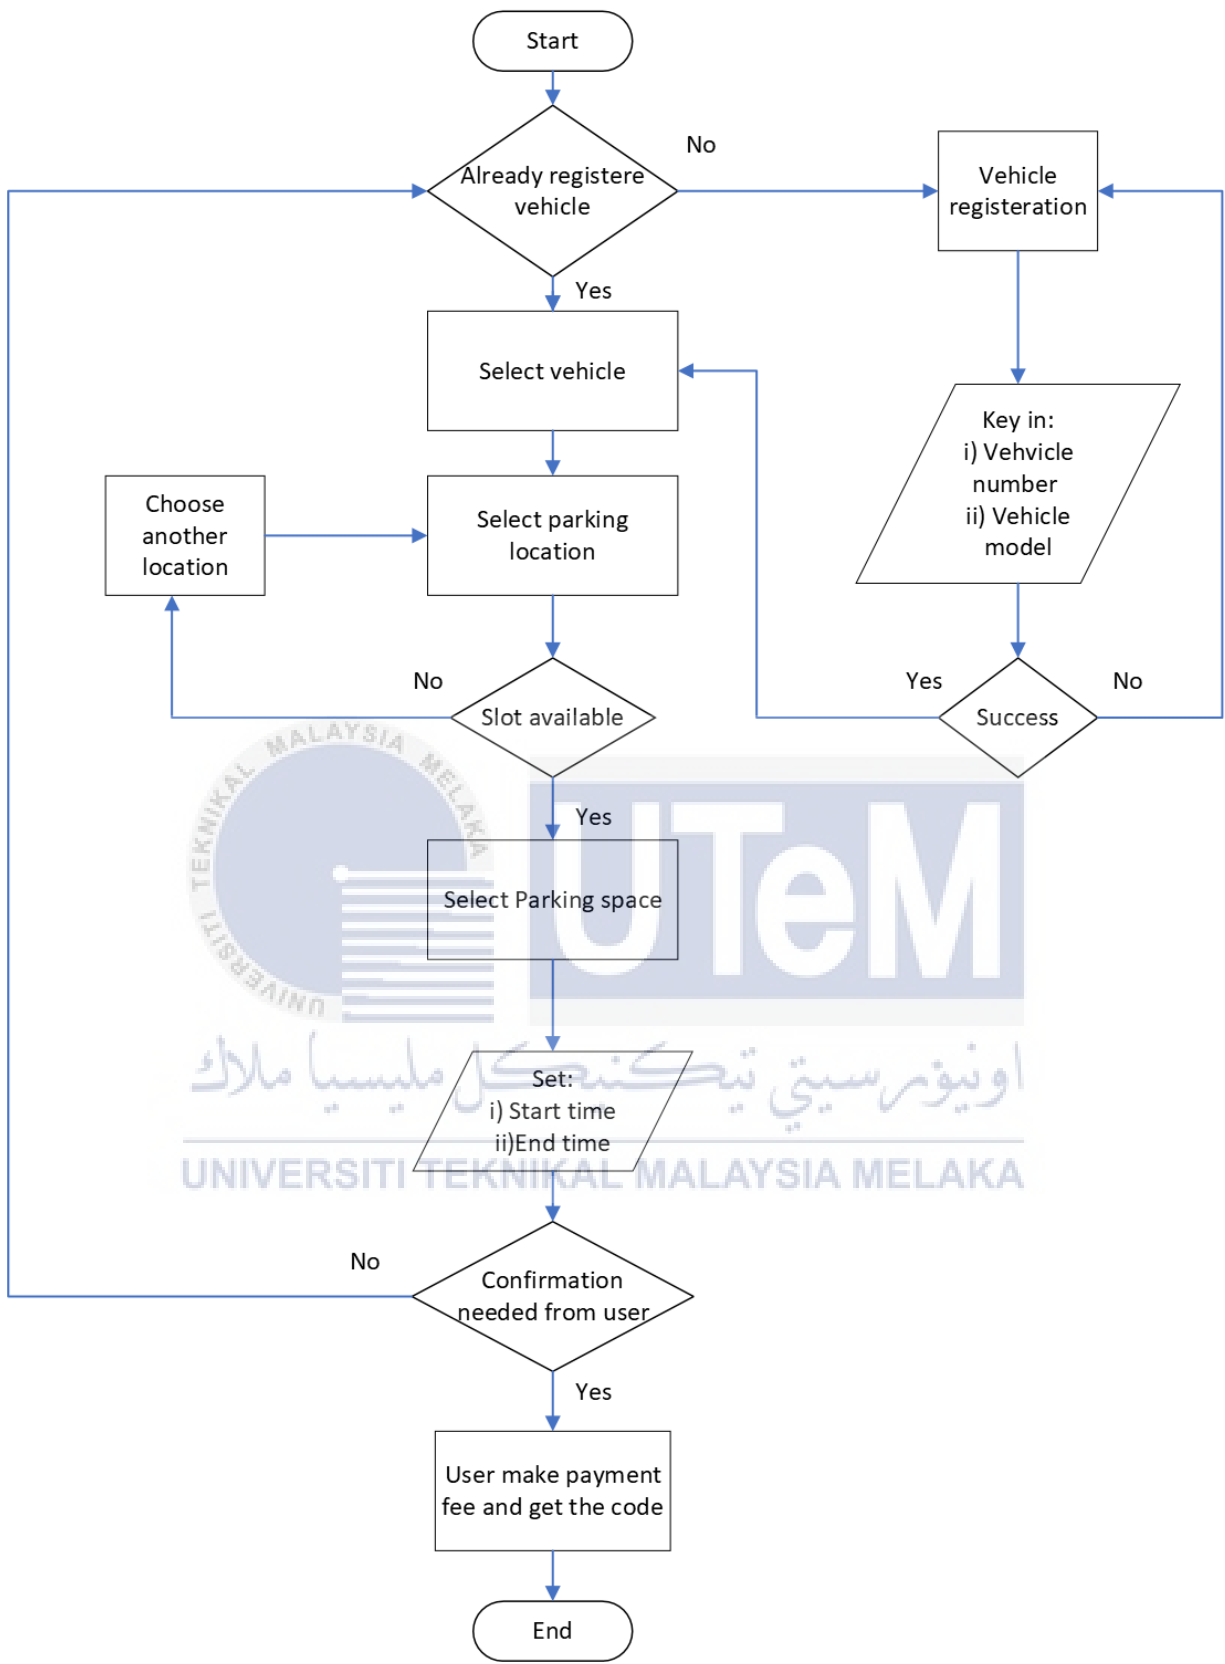 Start
Already registere
vehicle
No
Vehicle
registeration
Yes
Select vehicle
Key in:
i) Vehvicle
number
ii) Vehicle
model
Choose
another
location
Select parking
location
No
Slot available
Yes
Success
No
Yes
Select Parking space
UNIVERSITI TEKNIKAL MALAYSIA MELAKA
UTeM
اونيۏرسيتي تيکنيکل مليسيا ملاك
Set:
i) Start time
ii)End time
UNIVERSITI TEKNIKAL MALAYSIA MELAKA
No
Confirmation
needed from user
Yes
User make payment
fee and get the code
End